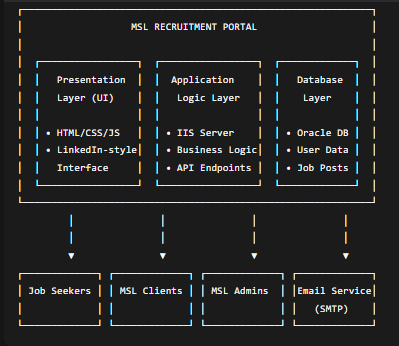 MSL RECRUITMENT PORTAL
Presentation
Layer (UI)
• HTML/CSS/JS
• LinkedIn-style
Interface
Application
Logic Layer
• IIS Server
• Business Logic
• API Endpoints
Database
Layer
• Oracle DB
• User Data
• Job Posts
Job Seekers
MSL Clients
MSL Admins
Email Service
(SMTP)